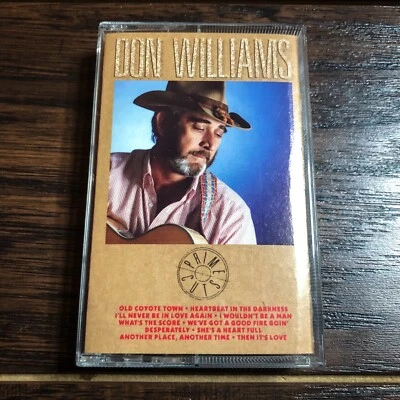 DON WILLIAMS
PRIME CUTS
OLD COYOTE TOWN • HEARTBEAT IN THE DARKNESS
I'LL NEVER BE IN LOVE AGAIN • I WOULDN'T BE A MAN
WHAT'S THE SCORE • WE'VE GOT A GOOD FIRE GOIN'
DESPERATELY • SHE'S A HEART FULL
ANOTHER PLACE, ANOTHER TIME • THEN IT'S LOVE